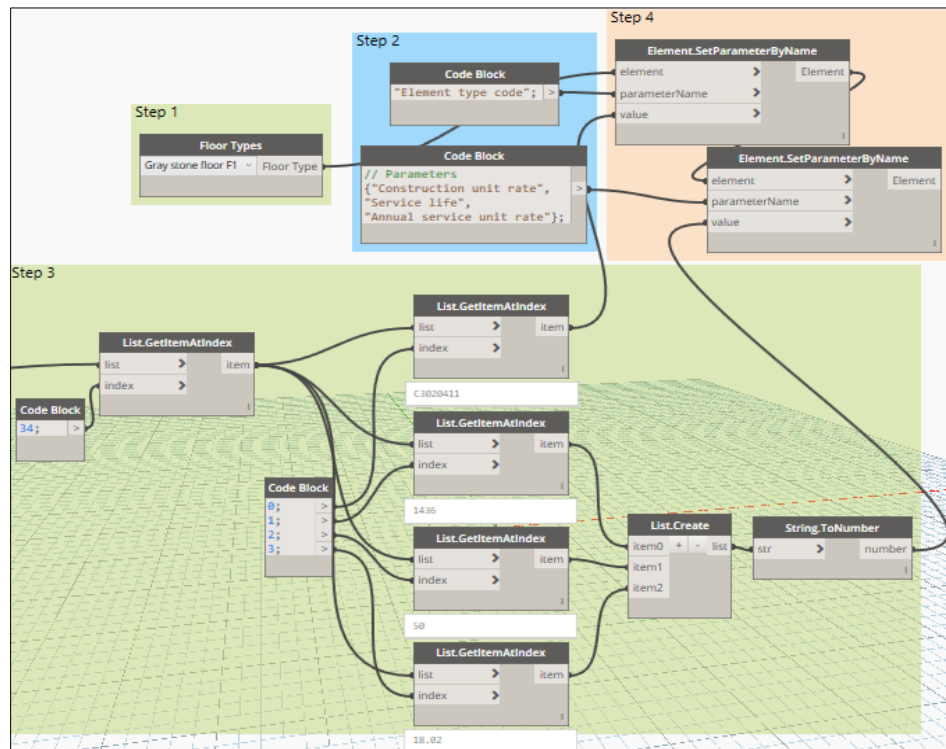 Step 4
Step 2
Element.SetParameterByName
element > Element
parameterName >
value >
Code Block
"Element type code"; >
Step 1
Floor Types
Gray stone floor F1 Floor Type
Code Block
// Parameters
{"Construction unit rate",
"Service life",
"Annual service unit rate"};
>
Element.SetParameterByName
element > Element
parameterName >
value >
Step 3
List.GetItemAtIndex
list > item
index >
C3020411
List.GetItemAtIndex
list > item
index >
Code Block
34; >
List.GetItemAtIndex
list > item
index >
1436
Code Block
0; >
1; >
2; >
3; >
List.GetItemAtIndex
list > item
index >
50
List.Create
item0 + - list
item1
item2
String.ToNumber
str > number
List.GetItemAtIndex
list > item
index >
18.02